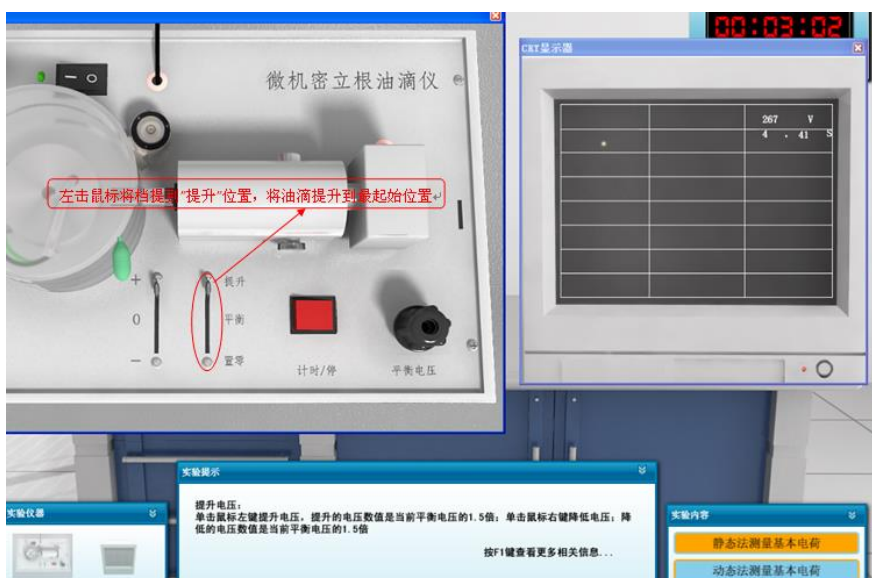 00:03:02
CRT显示器
微机密立根油滴仪
267 V
4 . 41 S
左击鼠标将档提到"提升"位置，将油滴提升到最起始位置
+
0
-
提升
平衡
置零
计时/停
平衡电压
实验提示
提升电压：
单击鼠标左键提升电压，提升的电压数值是当前平衡电压的1.5倍；单击鼠标右键降低电压；降
低的电压数值是当前平衡电压的1.5倍
按F1键查看更多相关信息...
实验仪器
实验内容
静态法测量基本电荷
动态法测量基本电荷